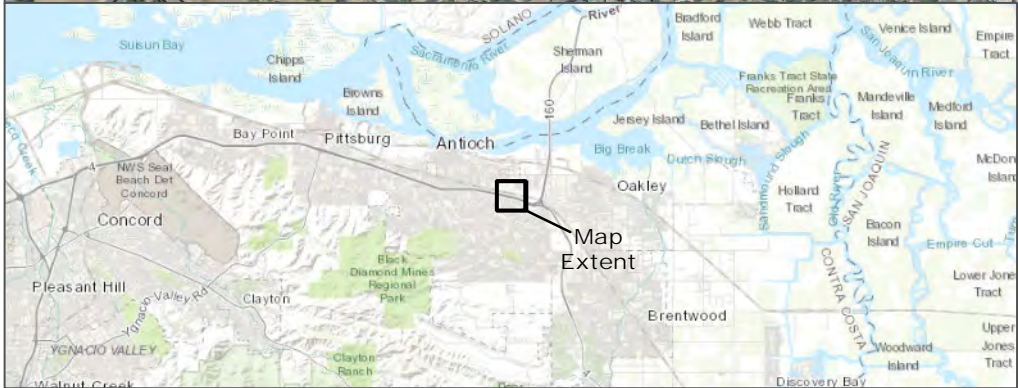 Suisun Bay
Chipps
Island
SOLANO
River
Sacramento River
Sherman
Island
Bradford
Island
Webb Tract
Venice Island
Empire
Tract
San Joaquin River
Franks Tract State
Recreation Area
Franks
Tract
Mandeville
Island
Medford
Island
Browns
Island
160
Jersey Island
Bethel Island
Bay Point
Pittsburg
Antioch
Big Break
Dutch Slough
Sandmound Slough
McDon
Island
Creek
4
NWS Seal
Beach Det
Concord
Concord
Oakley
Holland
Tract
Old River
SAN JOAQUIN
Bacon
Island
Empire Cut
Map
Extent
Black
Diamond Mines
Regional
Park
Pleasant Hill
Ygnacio Valley Rd
Clayton
Brentwood
CONTRA COSTA
Lower Jone
Tract
Upper
Jones
Tract
YGNACIO VALLEY
Clayton
Ranch
Woodward
Island
Walnut Creek
4
Discovery Bay